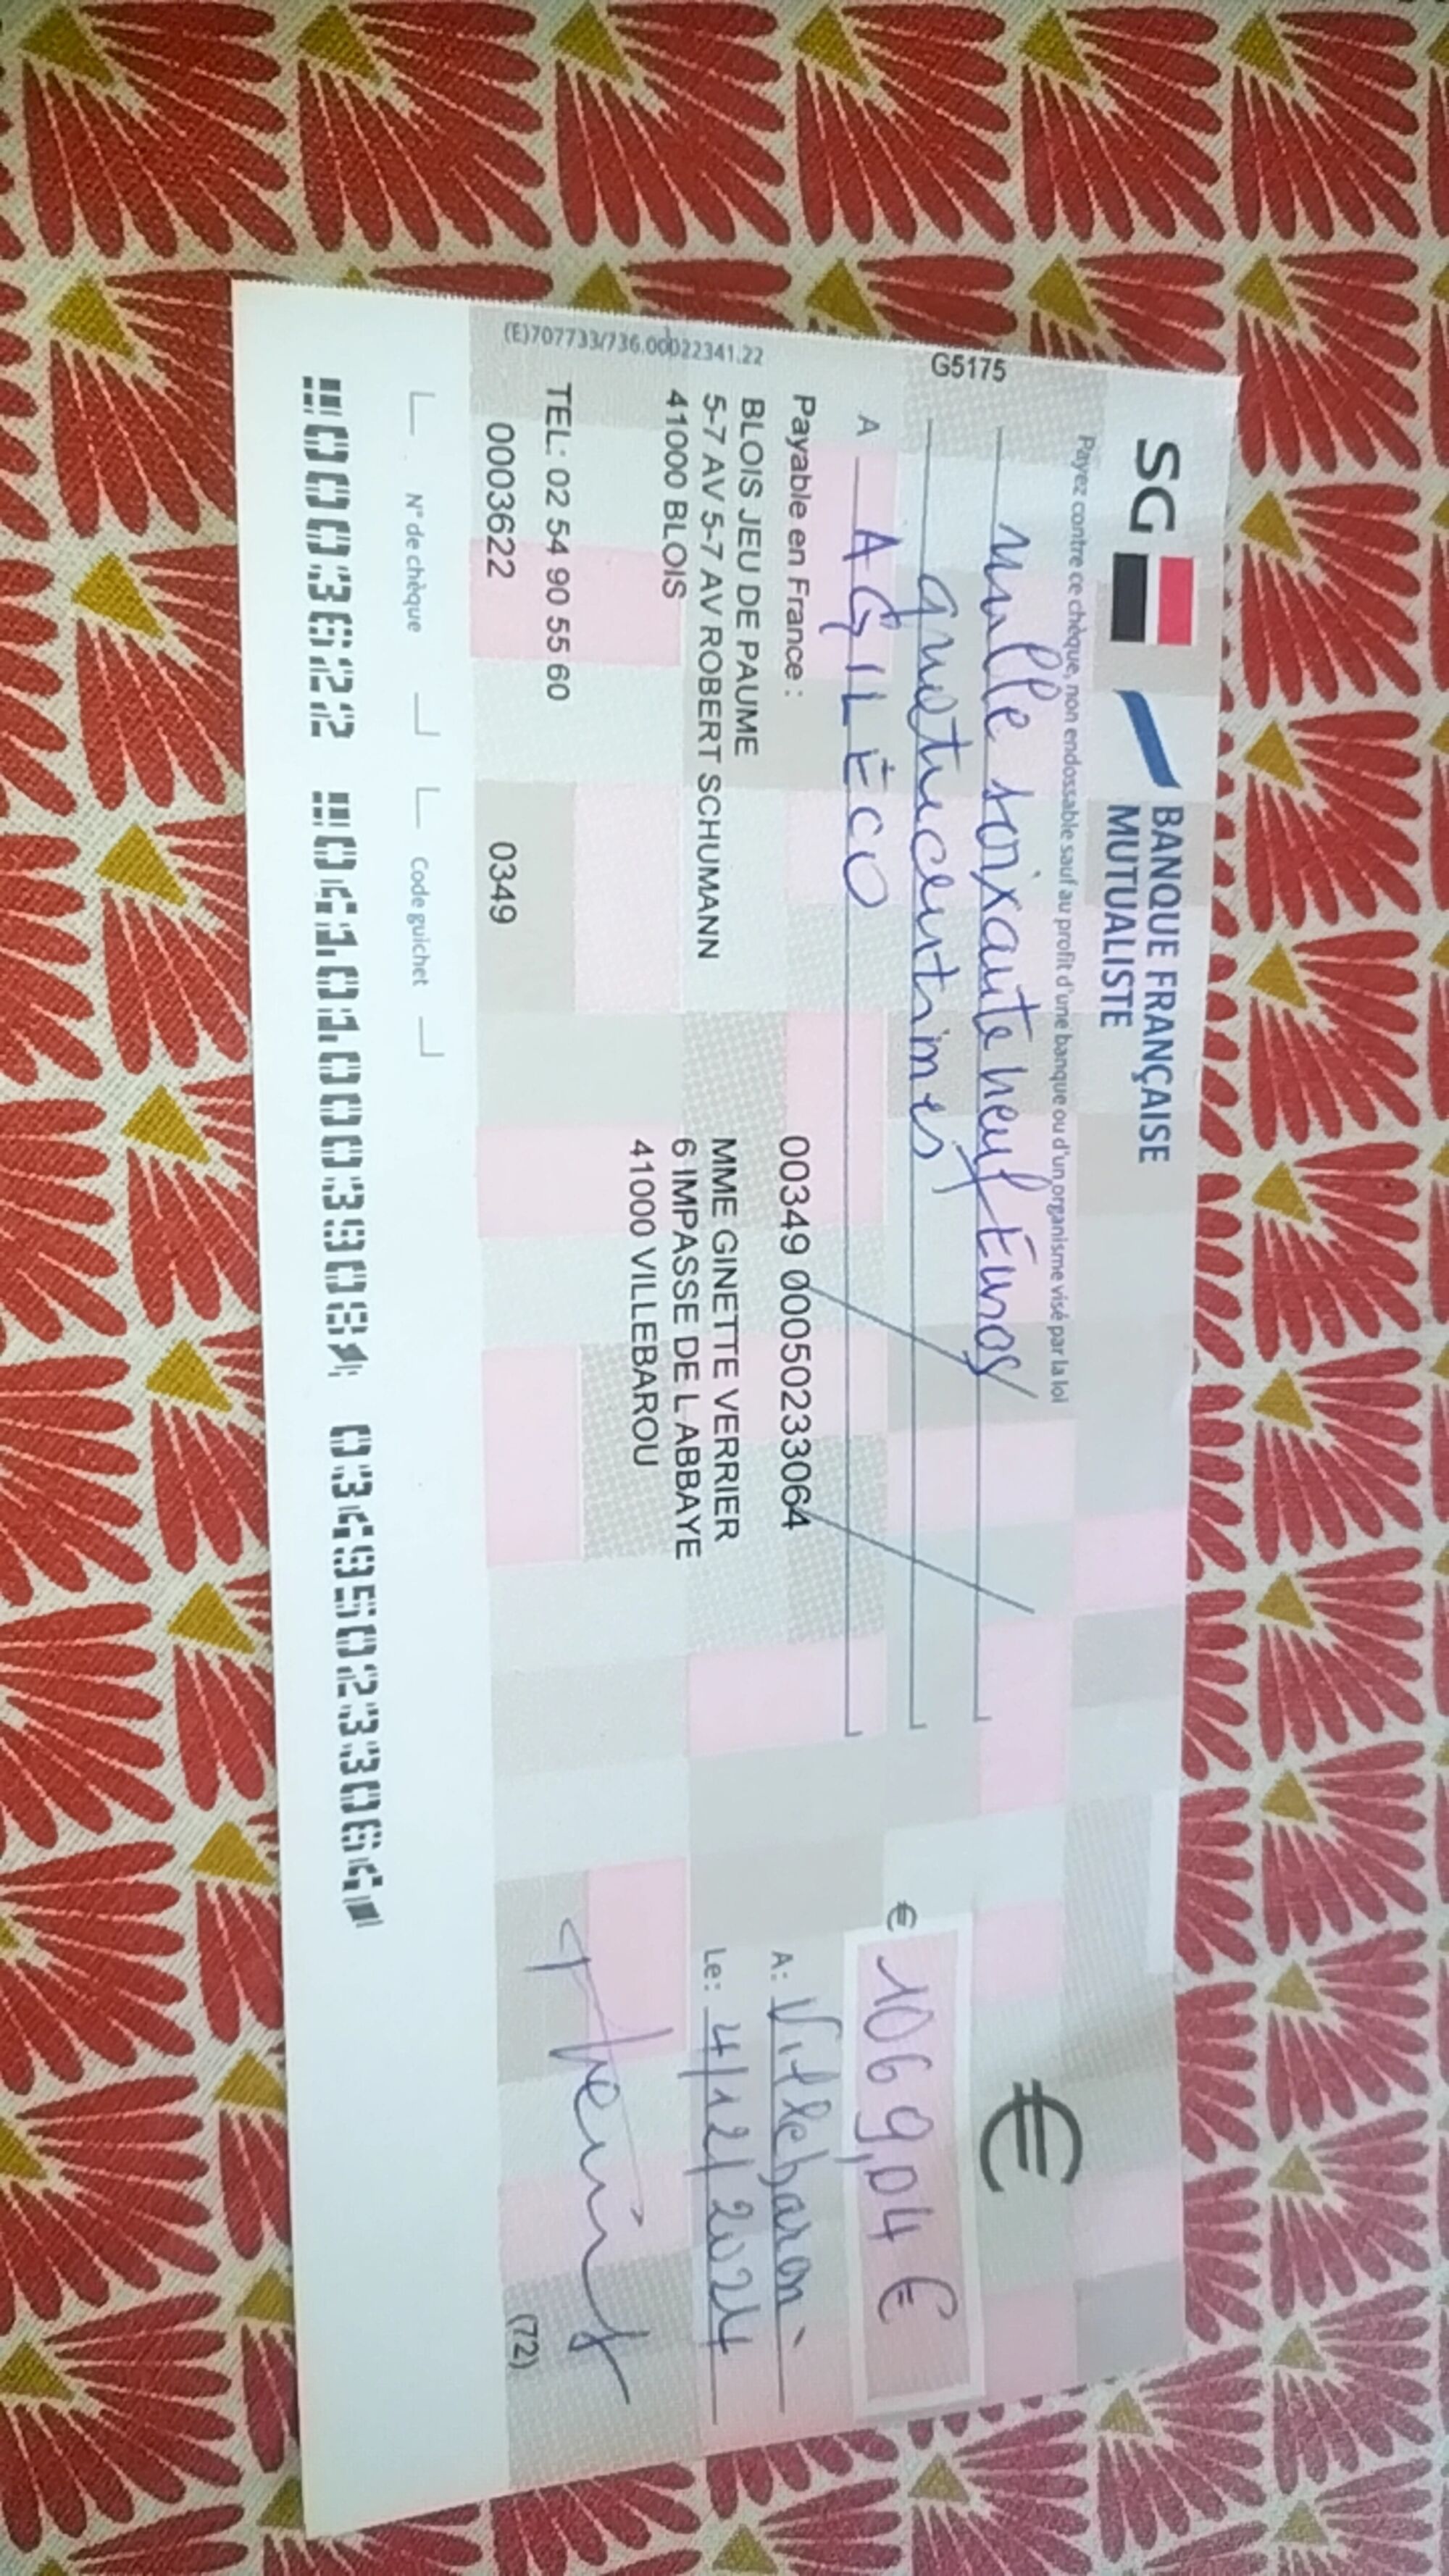 SG BANQUE FRANÇAISE
MUTUALISTE
€
Payez contre ce chèque, non endossable sauf au profit d'une banque ou d'un organisme visé par la loi
G5175
mille soixante neuf Euros
quatre centimes
€ 1069,04 €
A AGILÉCO
Payable en France :
00349 00050233064
A: Villebarou
BLOIS JEU DE PAUME
5-7 AV 5-7 AV ROBERT SCHUMANN
41000 BLOIS
MME GINETTE VERRIER
6 IMPASSE DE L ABBAYE
41000 VILLEBAROU
Le: 4/12/2024
(E)707733/736.00022341.22
TEL: 02 54 90 55 60
0003622
0349
(72)
N° de chèque
Code guichet
0003622 041010003908 034950233064